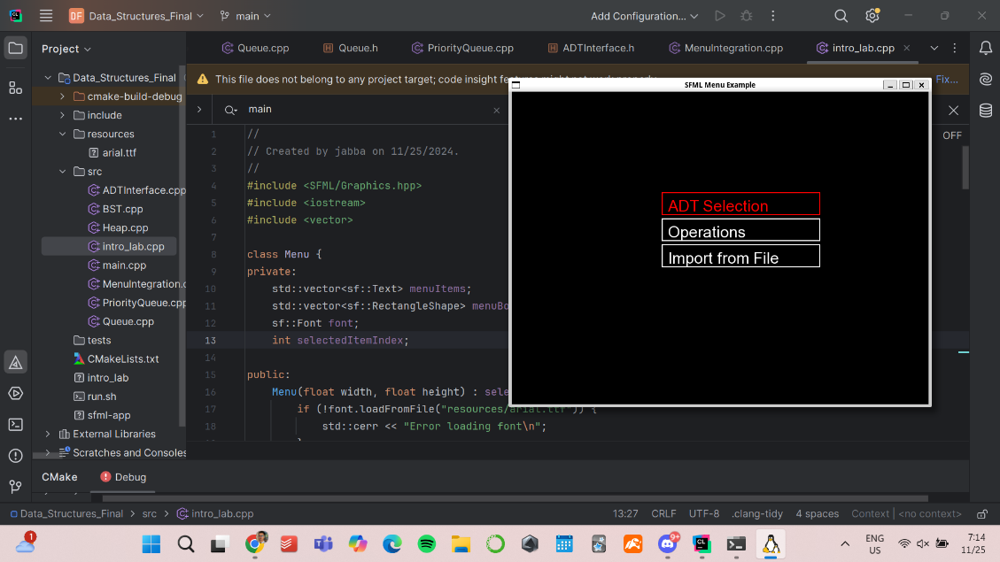 DF Data_Structures_Final main Add Configuration...
Project
Queue.cpp Queue.h PriorityQueue.cpp ADTInterface.h MenuIntegration.cpp intro_lab.cpp
Data_Structures_Final
cmake-build-debug
include
resources
arial.ttf
src
ADTInterface.cpp
BST.cpp
Heap.cpp
intro_lab.cpp
main.cpp
MenuIntegration.c
PriorityQueue.cpp
Queue.cpp
tests
CMakeLists.txt
intro_lab
run.sh
sfml-app
External Libraries
Scratches and Consoles
This file does not belong to any project target; code insight features might not work properly. Fix...
main
OFF
1 //
2 // Created by jabba on 11/25/2024.
3 //
4 #include <SFML/Graphics.hpp>
5 #include <iostream>
6 #include <vector>
7
8 class Menu {
9 private:
10 std::vector<sf::Text> menuItems;
11 std::vector<sf::RectangleShape> menuBo
12 sf::Font font;
13 int selectedItemIndex;
14
15 public:
16 Menu(float width, float height) : sele
17 if (!font.loadFromFile("resources/arial.ttf")) {
18 std::cerr << "Error loading font\n";
}
SFML Menu Example
ADT Selection
Operations
Import from File
CMake Debug
Data_Structures_Final > src > intro_lab.cpp 13:27 CRLF UTF-8 .clang-tidy 4 spaces Context: <no context>
1
9+
ENG
US
7:14
11/25